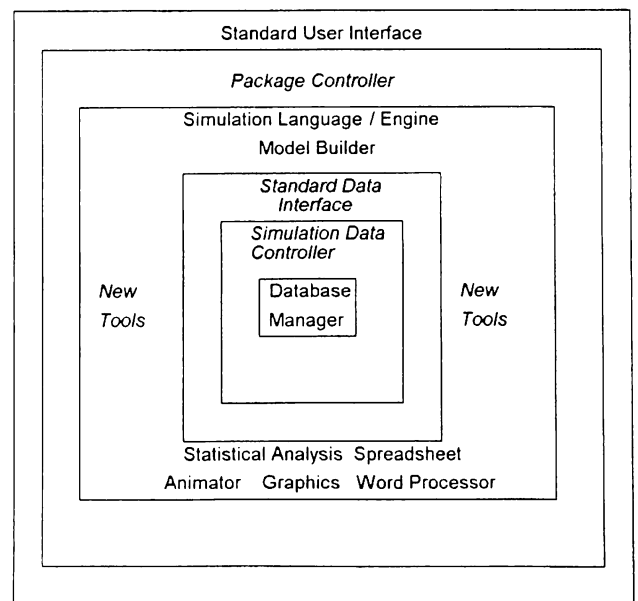 Standard User Interface
Package Controller
Simulation Language / Engine
Model Builder
Standard Data
Interface
Simulation Data
Controller
Database
Manager
New
Tools
New
Tools
Statistical Analysis Spreadsheet
Animator Graphics Word Processor